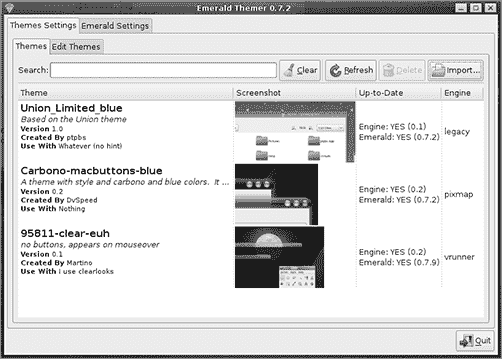 Emerald Themer 0.7.2
Themes Settings Emerald Settings
Themes Edit Themes
Search: Clear Refresh Delete Import...
Theme Screenshot Up-to-Date Engine
Union_Limited_blue
Based on the Union theme
Version 1.0
Created By ptpbs
Use With Whatever (no hint)
Engine: YES (0.1)
Emerald: YES (0.7.2)
legacy
Carbono-macbuttons-blue
A theme with style and carbono and blue colors. It ...
Version 0.2
Created By DvSpeed
Use With Nothing
Engine: YES (0.2)
Emerald: YES (0.7.2)
pixmap
95811-clear-euh
no buttons, appears on mouseover
Version 0.1
Created By Martino
Use With i use clearlooks
Engine: YES (0.2)
Emerald: YES (0.7.9)
vrunner
Quit